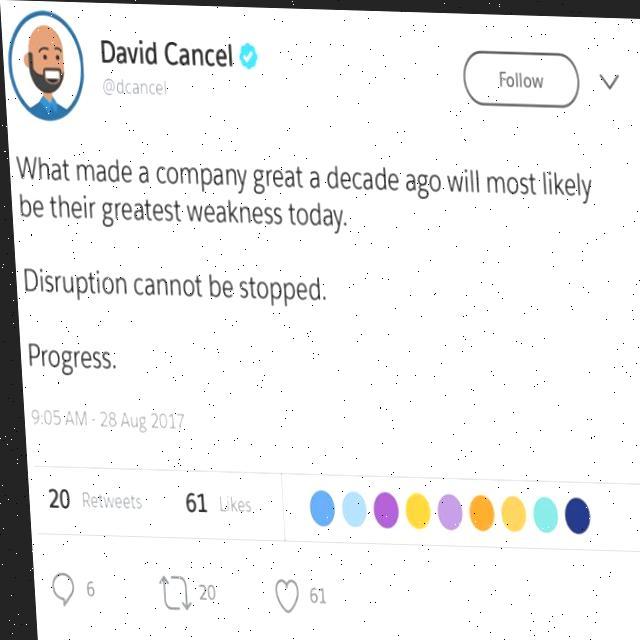 David Cancel
@dcancel
Follow
What made a company great a decade ago will most likely
be their greatest weakness today.
Disruption cannot be stopped.
Progress.
9:05 AM - 28 Aug 2017
20 Retweets 61 Likes
6 20 61